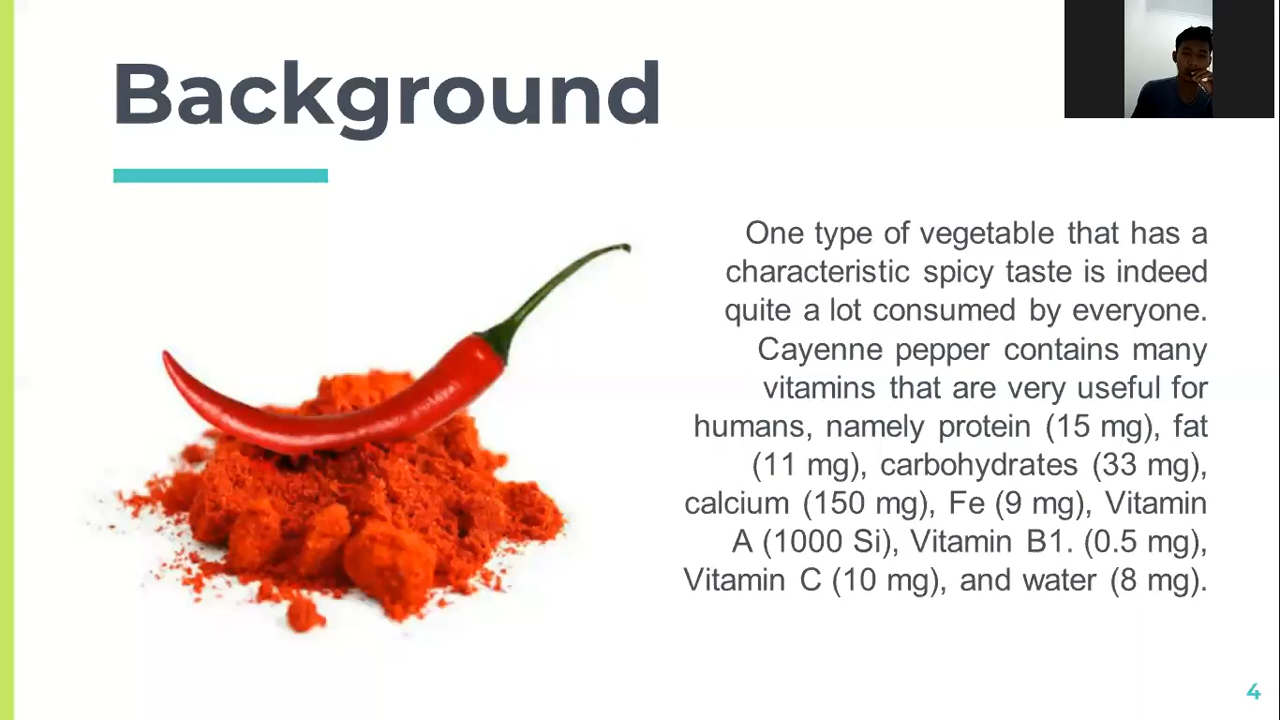 Background
One type of vegetable that has a
characteristic spicy taste is indeed
quite a lot consumed by everyone.
Cayenne pepper contains many
vitamins that are very useful for
humans, namely protein (15 mg), fat
(11 mg), carbohydrates (33 mg),
calcium (150 mg), Fe (9 mg), Vitamin
A (1000 Si), Vitamin B1. (0.5 mg),
Vitamin C (10 mg), and water (8 mg).
4